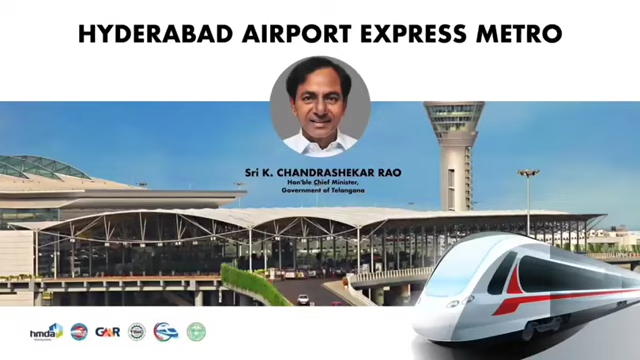 HYDERABAD AIRPORT EXPRESS METRO
Sri K. CHANDRASHEKAR RAO
Hon'ble Chief Minister,
Government of Telangana
hmda
GMR